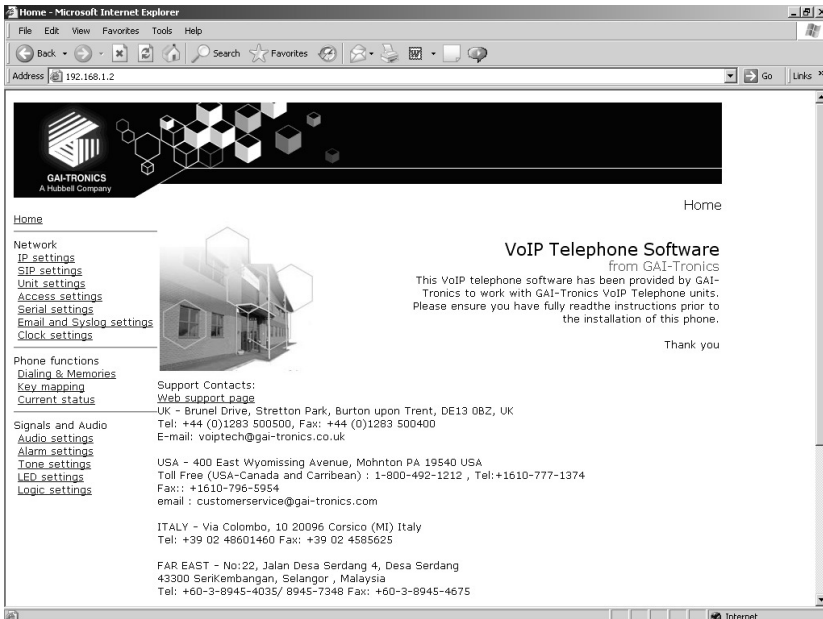 Home - Microsoft Internet Explorer
File Edit View Favorites Tools Help
Back Search Favorites
Address 192.168.1.2 Go Links »
GAI-TRONICS
A Hubbell Company
Home
Home
Network
IP settings
SIP settings
Unit settings
Access settings
Serial settings
Email and Syslog settings
Clock settings
Phone functions
Dialing & Memories
Key mapping
Current status
Signals and Audio
Audio settings
Alarm settings
Tone settings
LED settings
Logic settings
VoIP Telephone Software
from GAI-Tronics
This VoIP telephone software has been provided by GAI-
Tronics to work with GAI-Tronics VoIP Telephone units.
Please ensure you have fully readthe instructions prior to
the installation of this phone.
Thank you
Support Contacts:
Web support page
UK - Brunel Drive, Stretton Park, Burton upon Trent, DE13 0BZ, UK
Tel: +44 (0)1283 500500, Fax: +44 (0)1283 500400
E-mail: voiptech@gai-tronics.co.uk
USA - 400 East Wyomissing Avenue, Mohnton PA 19540 USA
Toll Free (USA-Canada and Carribean) : 1-800-492-1212 , Tel:+1610-777-1374
Fax:: +1610-796-5954
email : customerservice@gai-tronics.com
ITALY - Via Colombo, 10 20096 Corsico (MI) Italy
Tel: +39 02 48601460 Fax: +39 02 4585625
FAR EAST - No:22, Jalan Desa Serdang 4, Desa Serdang
43300 SeriKembangan, Selangor , Malaysia
Tel: +60-3-8945-4035/ 8945-7348 Fax: +60-3-8945-4675
Internet